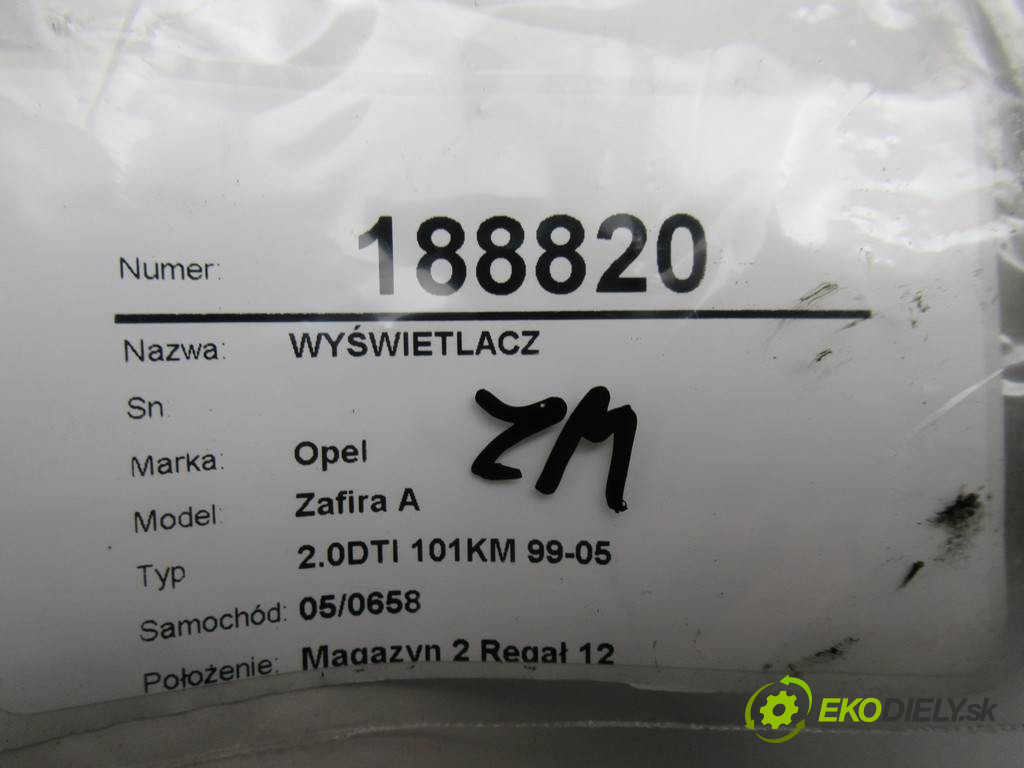 Numer: 188820
Nazwa: WYŚWIETLACZ
Sn
ZM
Marka: Opel
Model: Zafira A
Typ 2.0DTI 101KM 99-05
Samochód: 05/0658
Położenie: Magazyn 2 Regał 12
EKODIELY.sk